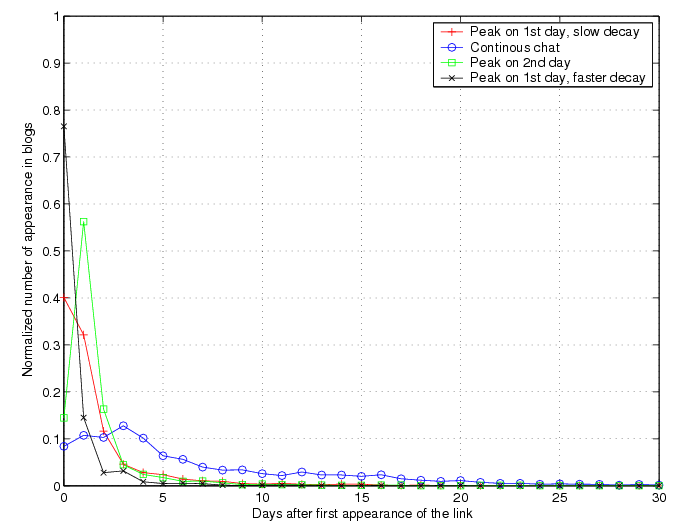 Peak on 1st day, slow decay
Continous chat
Peak on 2nd day
Peak on 1st day, faster decay
1
0.9
0.8
0.7
0.6
0.5
0.4
0.3
0.2
0.1
0
Normalized number of appearance in blogs
0 5 10 15 20 25 30
Days after first appearance of the link